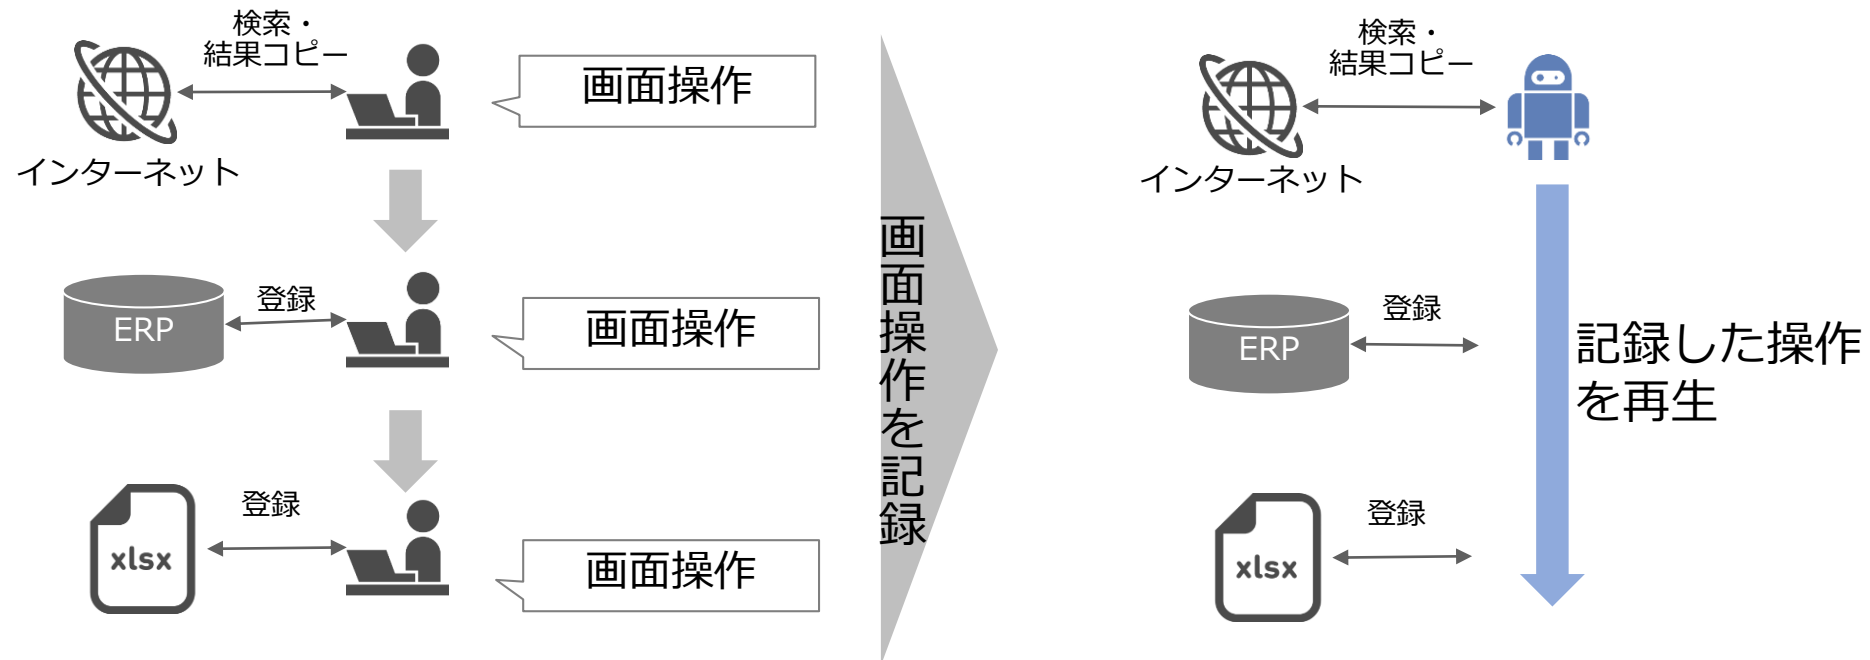 検索・
結果コピー
画面操作
インターネット
登録
ERP
画面操作
登録
xlsx
画面操作
画面操作を記録
検索・
結果コピー
インターネット
登録
ERP
記録した操作
を再生
登録
xlsx